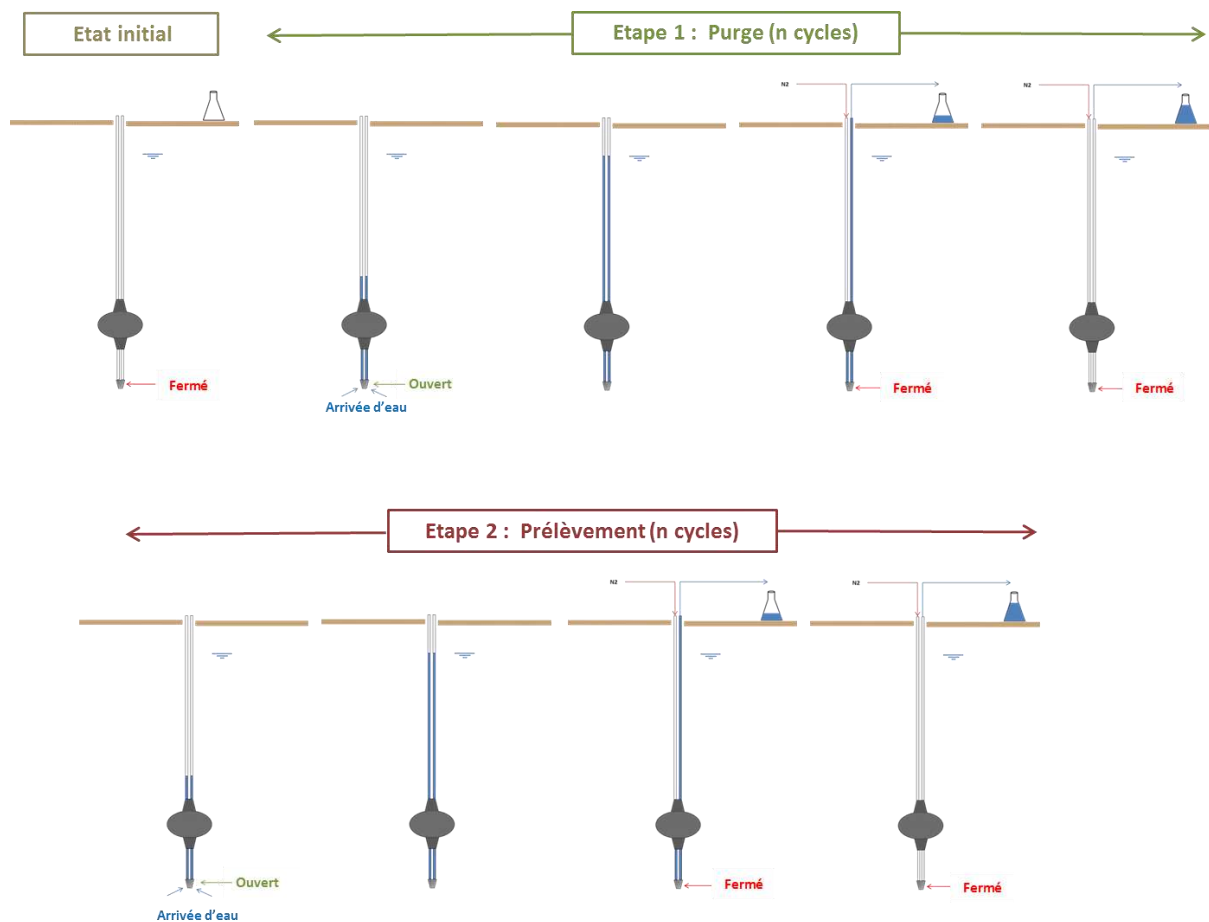 Etat initial
Etape 1 : Purge (n cycles)
N2
N2
Fermé
Ouvert
Arrivée d'eau
Fermé
Fermé
Etape 2 : Prélèvement (n cycles)
N2
N2
Ouvert
Arrivée d'eau
Fermé
Fermé